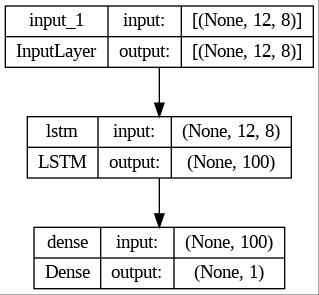 input_1 input: [(None, 12, 8)]
InputLayer output: [(None, 12, 8)]
lstm input: (None, 12, 8)
LSTM output: (None, 100)
dense input: (None, 100)
Dense output: (None, 1)